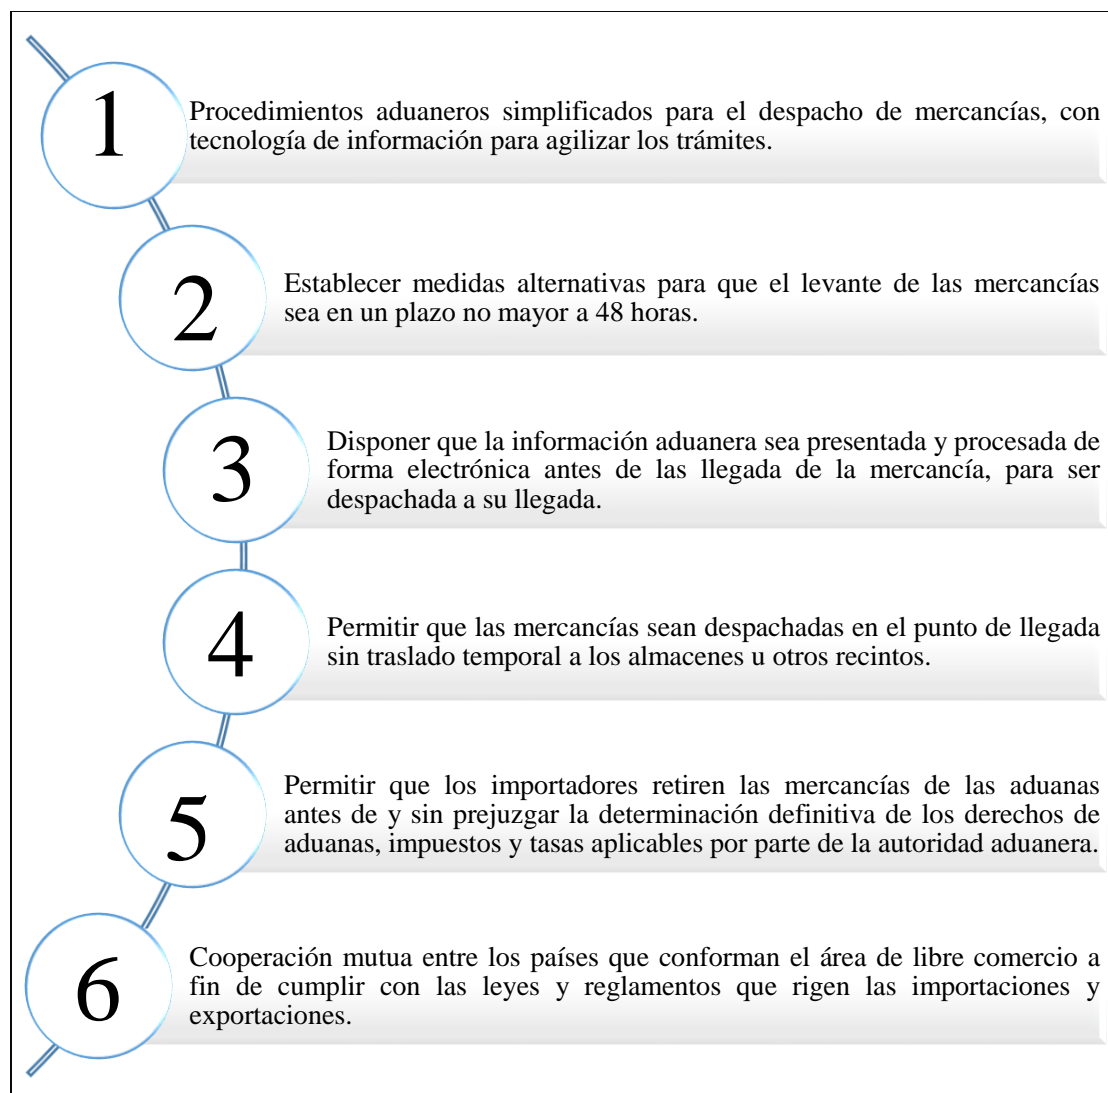 1
Procedimientos aduaneros simplificados para el despacho de mercancías, con
tecnología de información para agilizar los trámites.
2
Establecer medidas alternativas para que el levante de las mercancías
sea en un plazo no mayor a 48 horas.
3
Disponer que la información aduanera sea presentada y procesada de
forma electrónica antes de las llegada de la mercancía, para ser
despachada a su llegada.
4
Permitir que las mercancías sean despachadas en el punto de llegada
sin traslado temporal a los almacenes u otros recintos.
5
Permitir que los importadores retiren las mercancías de las aduanas
antes de y sin prejuzgar la determinación definitiva de los derechos de
aduanas, impuestos y tasas aplicables por parte de la autoridad aduanera.
6
Cooperación mutua entre los países que conforman el área de libre comercio a
fin de cumplir con las leyes y reglamentos que rigen las importaciones y
exportaciones.